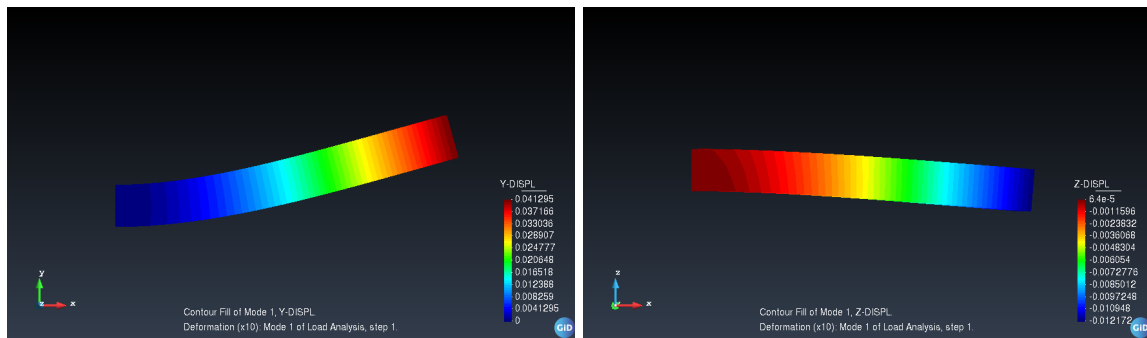 Y-DISPL
0.041295
0.037166
0.033036
0.028907
0.024777
0.020648
0.016518
0.012388
0.008259
0.0041295
0
y
z
x
Contour Fill of Mode 1, Y-DISPL.
Deformation (x10): Mode 1 of Load Analysis, step 1.
GiD
Z-DISPL
6.4e-5
-0.0011596
-0.0023832
-0.0036068
-0.0048304
-0.006054
-0.0072776
-0.0085012
-0.0097248
-0.010948
-0.012172
z
x
Contour Fill of Mode 1, Z-DISPL.
Deformation (x10): Mode 1 of Load Analysis, step 1.
GiD